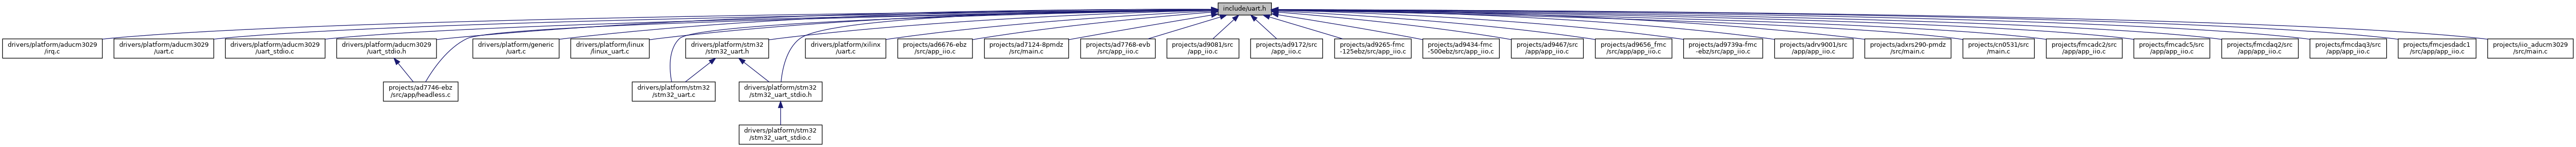 include/uart.h
drivers/platform/aducm3029
/irq.c
drivers/platform/aducm3029
/uart.c
drivers/platform/aducm3029
/uart_stdio.c
drivers/platform/aducm3029
/uart_stdio.h
drivers/platform/generic
/uart.c
drivers/platform/linux
/linux_uart.c
drivers/platform/stm32
/stm32_uart.h
drivers/platform/xilinx
/uart.c
projects/ad6676-ebz
/src/app_iio.c
projects/ad7124-8pmdz
/src/main.c
projects/ad7768-evb
/src/app_iio.c
projects/ad9081/src
/app_iio.c
projects/ad9172/src
/app_iio.c
projects/ad9265-fmc
-125ebz/src/app_iio.c
projects/ad9434-fmc
-500ebz/src/app_iio.c
projects/ad9467/src
/app/app_iio.c
projects/ad9656_fmc
/src/app/app_iio.c
projects/ad9739a-fmc
-ebz/src/app_iio.c
projects/adrv9001/src
/app/app_iio.c
projects/adxrs290-pmdz
/src/main.c
projects/cn0531/src
/main.c
projects/fmcadc2/src
/app/app_iio.c
projects/fmcadc5/src
/app/app_iio.c
projects/fmcdaq2/src
/app/app_iio.c
projects/fmcdaq3/src
/app/app_iio.c
projects/fmcjesdadc1
/src/app/app_iio.c
projects/iio_aducm3029
/src/main.c
projects/ad7746-ebz
/src/app/headless.c
drivers/platform/stm32
/stm32_uart.c
drivers/platform/stm32
/stm32_uart_stdio.h
drivers/platform/stm32
/stm32_uart_stdio.c